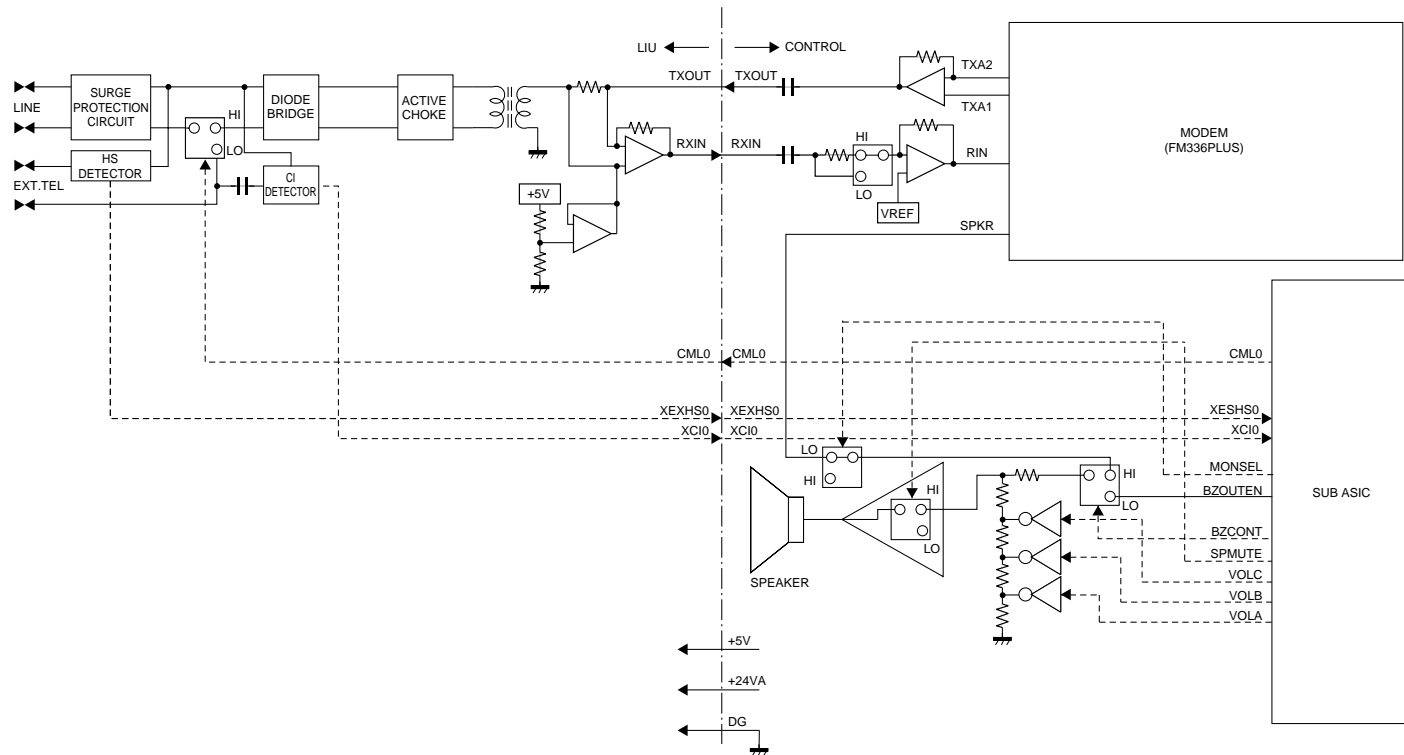 LIU
CONTROL
TXOUT
TXOUT
TXA2
TXA1
LINE
SURGE
PROTECTION
CIRCUIT
HI
LO
DIODE
BRIDGE
ACTIVE
CHOKE
MODEM
(FM336PLUS)
RXIN
RXIN
HI
LO
RIN
VREF
HS
DETECTOR
EXT.TEL
CI
DETECTOR
+5V
SPKR
CML0
CML0
CML0
XEXHS0
XEXHS0
XESHS0
XCI0
XCI0
XCI0
LO
HI
HI
LO
HI
LO
MONSEL
BZOUTEN
BZCONT
SPMUTE
VOLC
VOLB
VOLA
SUB ASIC
SPEAKER
+5V
+24VA
DG